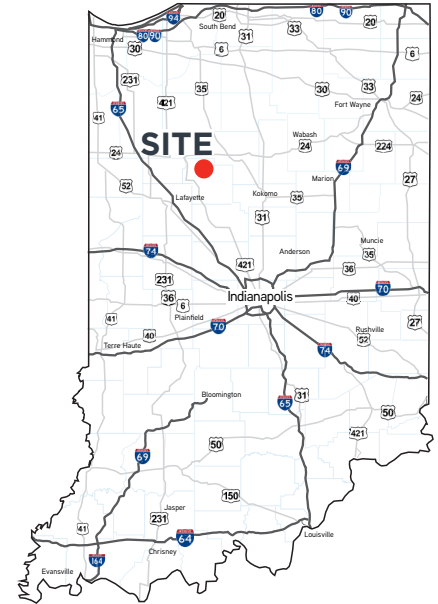 94
20
80
90
20
South Bend
33
Hammond
80 90
31
30
6
6
231
35
30
33
421
24
65
Fort Wayne
41
Wabash
SITE
24
224
24
69
27
52
Marion
Kokomo
35
Lafayette
31
Muncie
74
Anderson
35
421
36
231
70
Indianapolis
36
6
40
41
Plainfield
70
27
Rushville
40
52
Terre Haute
74
Bloomington
31
65
50
421
50
69
150
Jasper
231
41
64
Louisville
Chrisney
164
Evansville